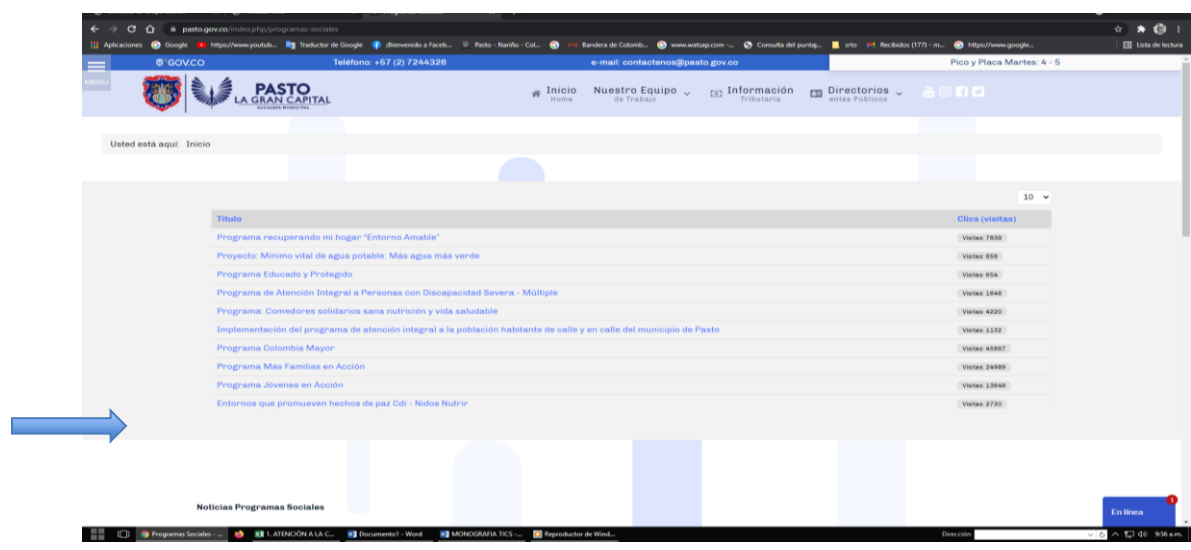 pasto.gov.co/index.php/programas-sociales
Aplicaciones Google https://www.youtub... Traductor de Google ¡Bienvenido a Faceb... Pasto - Nariño - Col... Bandera de Colomb... www.watsap.com -... Consulta del puntaj... srto Recibidos (177) - m... https://www.google... Lista de lectura
GOV.CO Teléfono: +57 (2) 7244326 e-mail: contactenos@pasto.gov.co Pico y Placa Martes: 4 - 5
MENU
PASTO
LA GRAN CAPITAL
ALCALDÍA MUNICIPAL
Inicio Nuestro Equipo Información Directorios
Home de Trabajo Tributaria entes Públicos
Usted está aquí: Inicio
10
Título Clics (visitas)
Programa recuperando mi hogar "Entorno Amable" Visitas: 7839
Proyecto: Mínimo vital de agua potable: Más agua más verde Visitas: 859
Programa Educado y Protegido Visitas: 654
Programa de Atención Integral a Personas con Discapacidad Severa - Múltiple Visitas: 1646
Programa: Comedores solidarios sana nutrición y vida saludable Visitas: 4220
Implementación del programa de atención integral a la población habitante de calle y en calle del municipio de Pasto Visitas: 1132
Programa Colombia Mayor Visitas: 45867
Programa Más Familias en Acción Visitas: 24989
Programa Jóvenes en Acción Visitas: 13649
Entornos que promueven hechos de paz Cdi - Nidos Nutrir Visitas: 2730
Noticias Programas Sociales
1
En línea
Programas Sociales - ... 1. ATENCIÓN A LA C... Documento1 - Word MONOGRAFIA TICS -... Reproductor de Wind... Dirección 9:56 a.m.